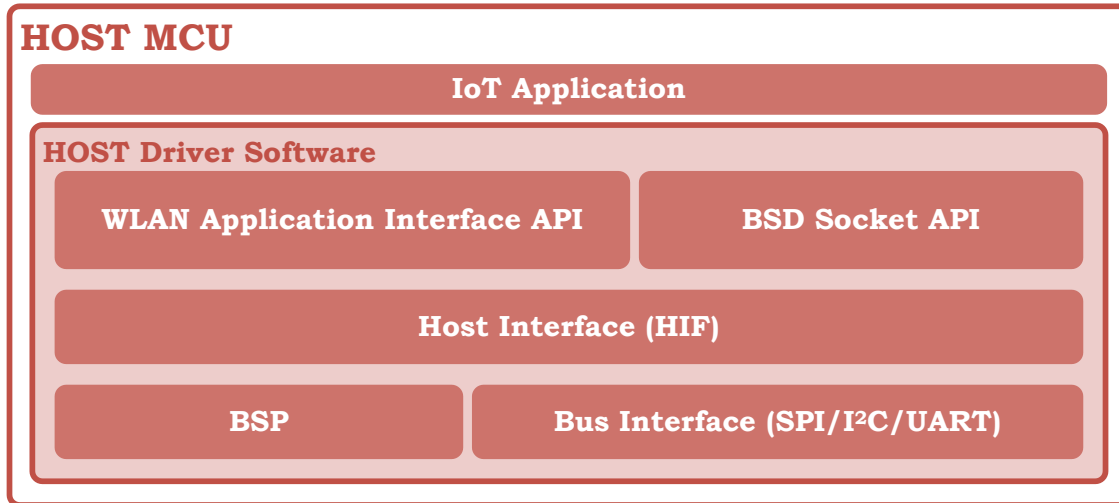 HOST MCU
IoT Application
HOST Driver Software
WLAN Application Interface API
BSD Socket API
Host Interface (HIF)
BSP
Bus Interface (SPI/I²C/UART)